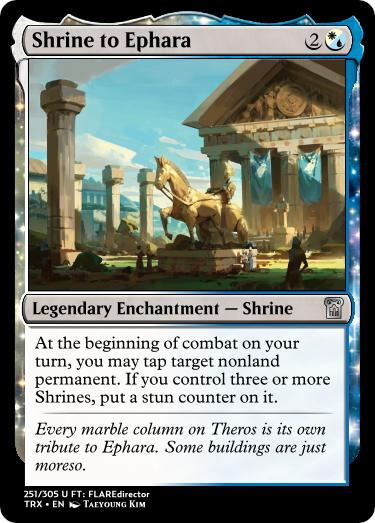 Shrine to Ephara 2
Legendary Enchantment — Shrine
At the beginning of combat on your
turn, you may tap target nonland
permanent. If you control three or more
Shrines, put a stun counter on it.
Every marble column on Theros is its own
tribute to Ephara. Some buildings are just
moreso.
251/305 U FT: FLAREdirector
TRX • EN Taeyoung Kim